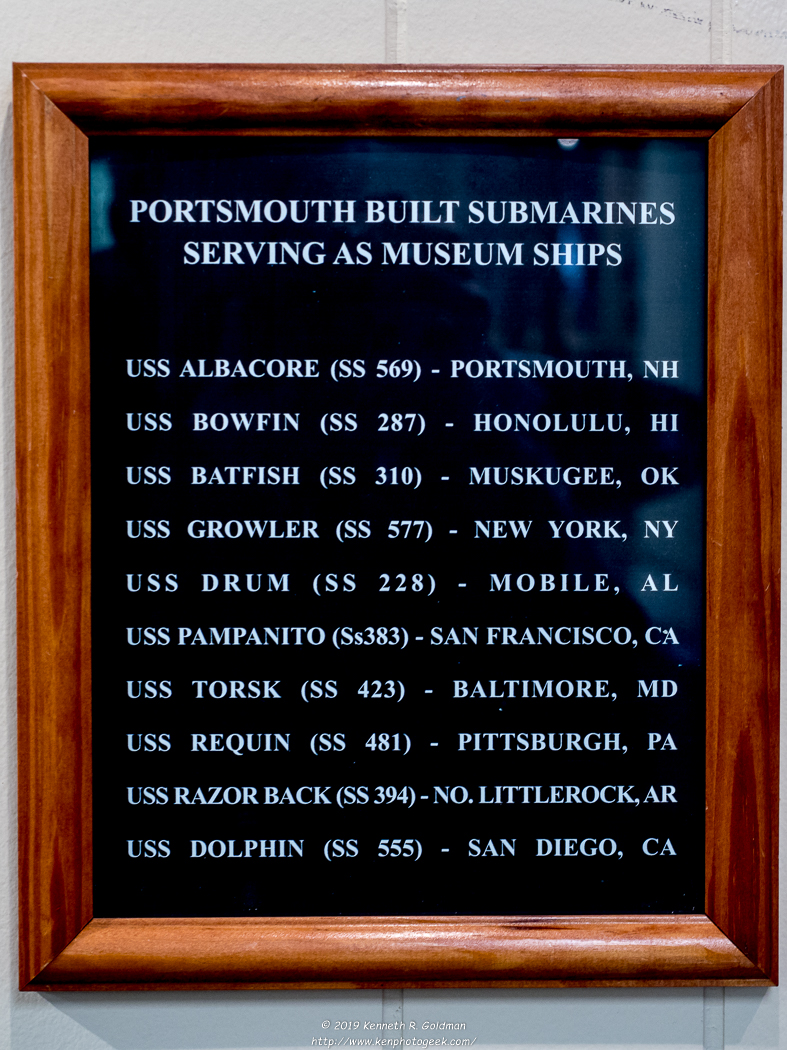 PORTSMOUTH BUILT SUBMARINES
SERVING AS MUSEUM SHIPS
USS ALBACORE (SS 569) - PORTSMOUTH, NH
USS BOWFIN (SS 287) - HONOLULU, HI
USS BATFISH (SS 310) - MUSKUGEE, OK
USS GROWLER (SS 577) - NEW YORK, NY
USS DRUM (SS 228) - MOBILE, AL
USS PAMPANITO (Ss383) - SAN FRANCISCO, CA
USS TORSK (SS 423) - BALTIMORE, MD
USS REQUIN (SS 481) - PITTSBURGH, PA
USS RAZOR BACK (SS 394) - NO. LITTLEROCK, AR
USS DOLPHIN (SS 555) - SAN DIEGO, CA
© 2019 Kenneth R. Goldman
http://www.kenphotogeek.com/